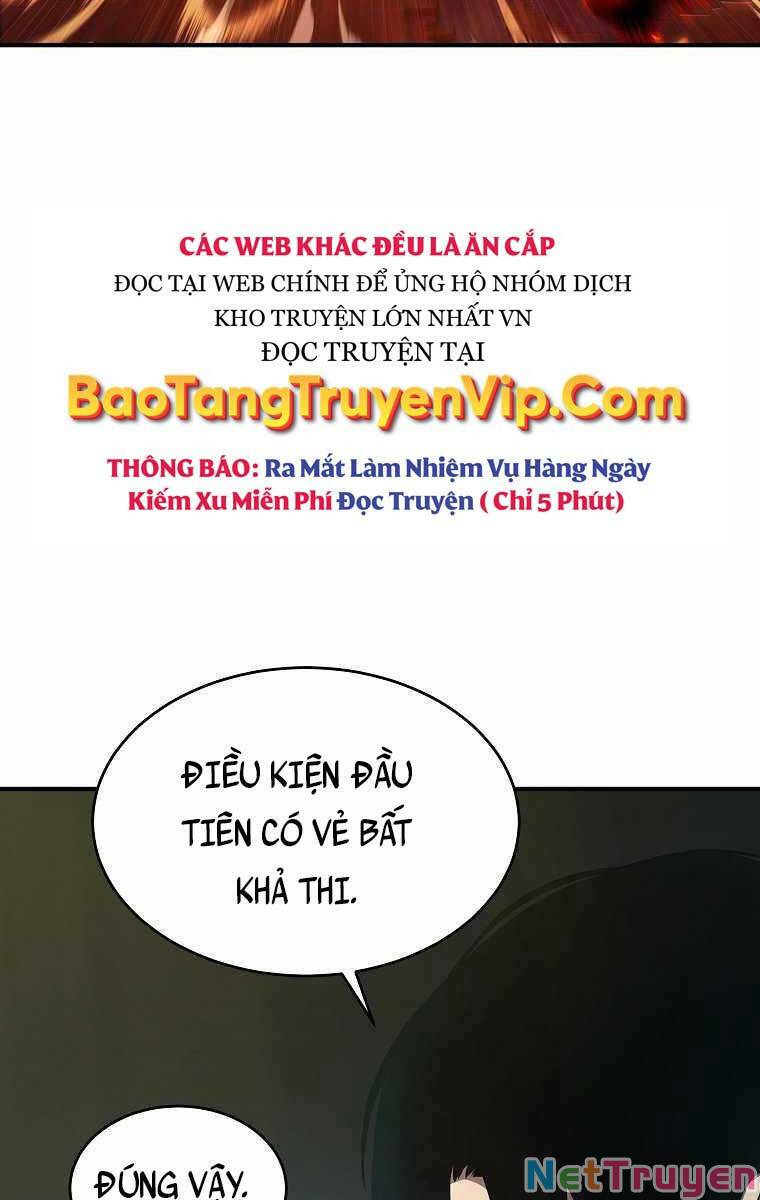 CÁC WEB KHÁC ĐỀU LÀ ĂN CẮP
ĐỌC TẠI WEB CHÍNH ĐỂ ỦNG HỘ NHÓM DỊCH
KHO TRUYỆN LỚN NHẤT VN
ĐỌC TRUYỆN TẠI
BaoTangTruyenVip.Com
THÔNG BÁO: Ra Mắt Làm Nhiệm Vụ Hàng Ngày
Kiếm Xu Miễn Phí Đọc Truyện ( Chỉ 5 Phút)
ĐIỀU KIỆN ĐẦU
TIÊN CÓ VẺ BẤT
KHẢ THI.
ĐÚNG VẬY.
NetTruyen